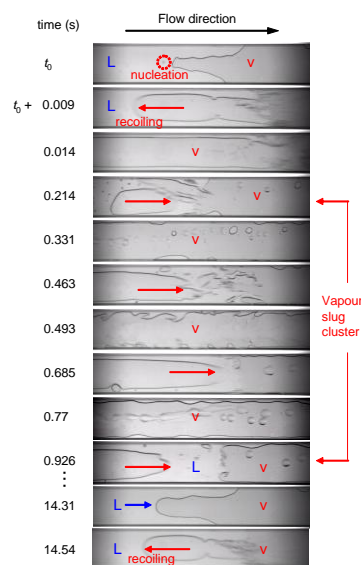 time (s) Flow direction
t0 L nucleation v
t0 + 0.009 L recoiling
0.014 v
0.214 v
0.331
0.463
Vapour
slug
cluster
0.493 v
0.685
0.77 v
0.926 L v
⋮
14.31 L v
14.54 L recoiling v